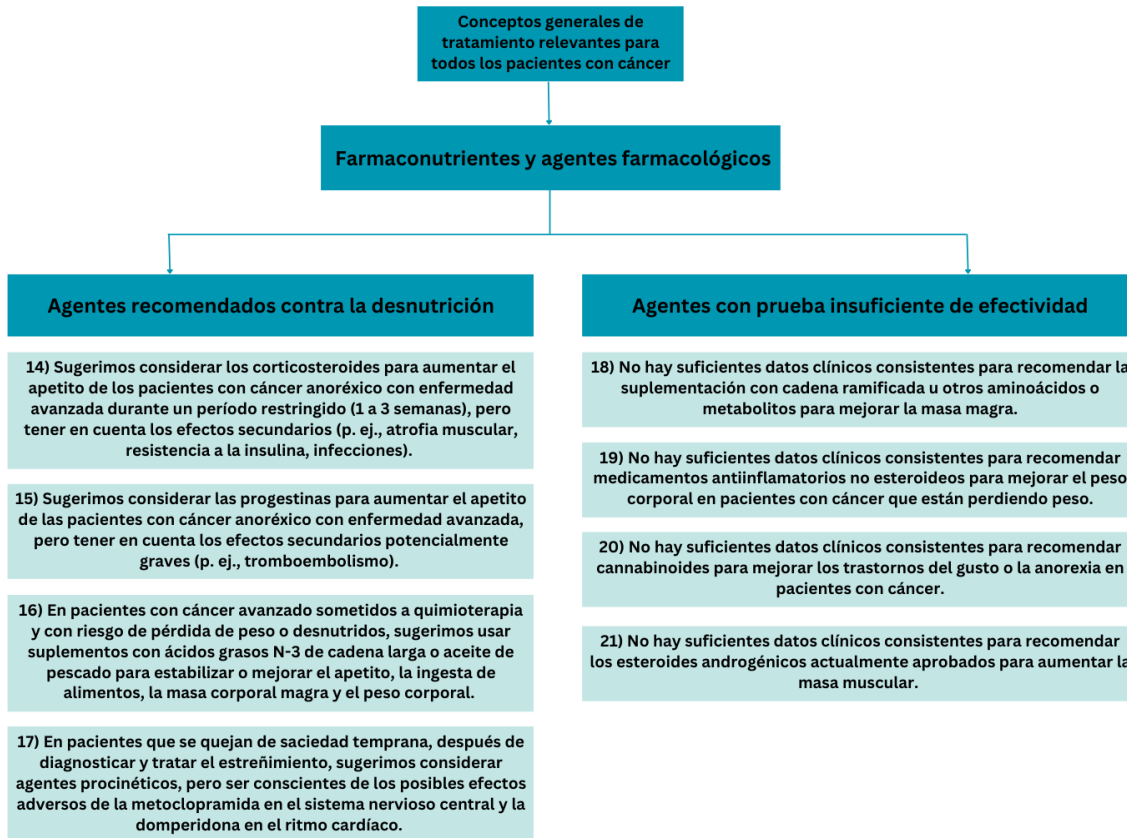 Conceptos generales de
tratamiento relevantes para
todos los pacientes con cáncer
Farmaconutrientes y agentes farmacológicos
Agentes recomendados contra la desnutrición
14) Sugerimos considerar los corticosteroides para aumentar el
apetito de los pacientes con cáncer anoréxico con enfermedad
avanzada durante un período restringido (1 a 3 semanas), pero
tener en cuenta los efectos secundarios (p. ej., atrofia muscular,
resistencia a la insulina, infecciones).
15) Sugerimos considerar las progestinas para aumentar el apetito
de las pacientes con cáncer anoréxico con enfermedad avanzada,
pero tener en cuenta los efectos secundarios potencialmente
graves (p. ej., tromboembolismo).
16) En pacientes con cáncer avanzado sometidos a quimioterapia
y con riesgo de pérdida de peso o desnutridos, sugerimos usar
suplementos con ácidos grasos N-3 de cadena larga o aceite de
pescado para estabilizar o mejorar el apetito, la ingesta de
alimentos, la masa corporal magra y el peso corporal.
17) En pacientes que se quejan de saciedad temprana, después de
diagnosticar y tratar el estreñimiento, sugerimos considerar
agentes procinéticos, pero ser conscientes de los posibles efectos
adversos de la metoclopramida en el sistema nervioso central y la
domperidona en el ritmo cardíaco.
Agentes con prueba insuficiente de efectividad
18) No hay suficientes datos clínicos consistentes para recomendar la
suplementación con cadena ramificada u otros aminoácidos o
metabolitos para mejorar la masa magra.
19) No hay suficientes datos clínicos consistentes para recomendar
medicamentos antiinflamatorios no esteroideos para mejorar el peso
corporal en pacientes con cáncer que están perdiendo peso.
20) No hay suficientes datos clínicos consistentes para recomendar
cannabinoides para mejorar los trastornos del gusto o la anorexia en
pacientes con cáncer.
21) No hay suficientes datos clínicos consistentes para recomendar
los esteroides androgénicos actualmente aprobados para aumentar la
masa muscular.